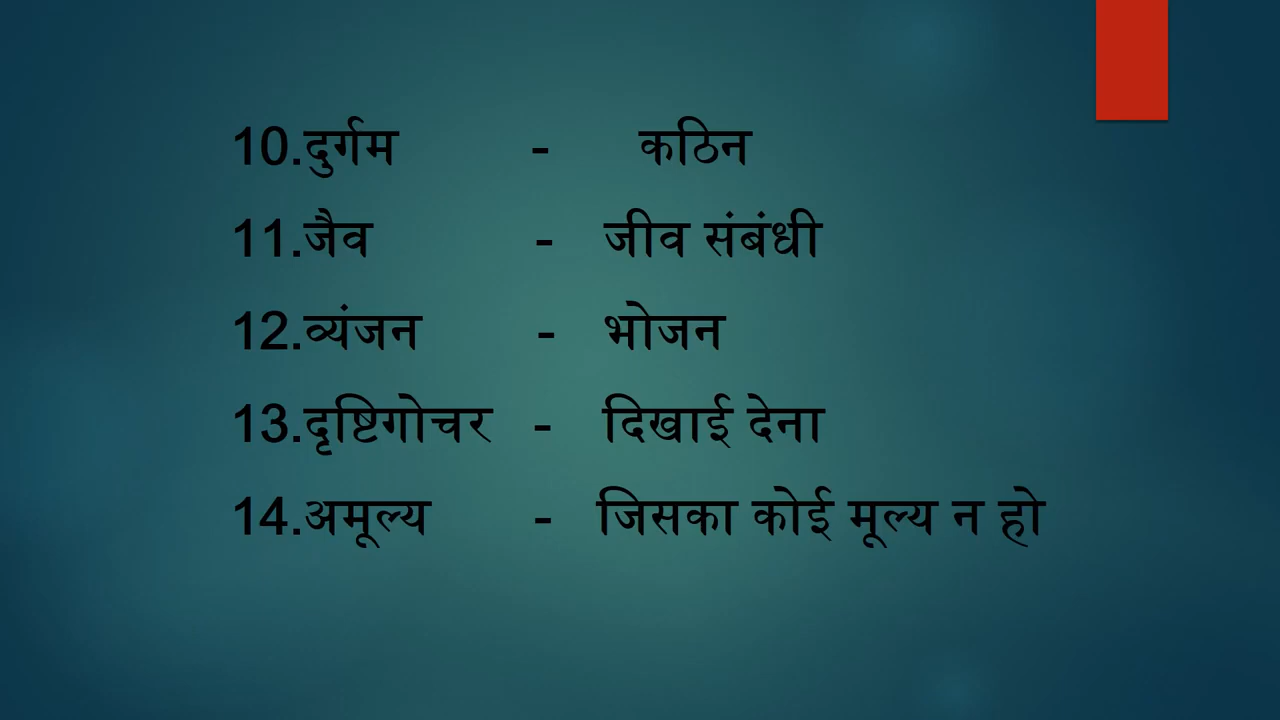 10.दुर्गम - कठिन
11.जैव - जीव संबंधी
12.व्यंजन - भोजन
13.दृष्टिगोचर - दिखाई देना
14.अमूल्य - जिसका कोई मूल्य न हो